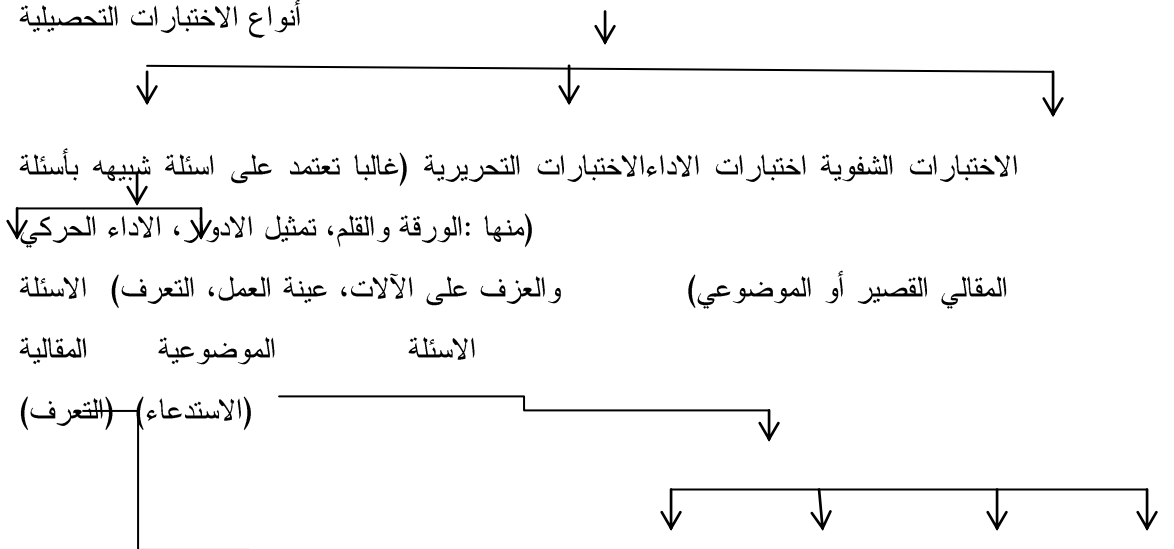 أنواع الاختبارات التحصيلية
الاختبارات الشفوية اختبارات الاداءالاختبارات التحريرية (غالبا تعتمد على اسئلة شبيهه بأسئلة
(منها :الورقة والقلم، تمثيل الادوار، الاداء الحركي
المقالي القصير أو الموضوعي) والعزف على الآلات، عينة العمل، التعرف) الاسئلة
الاسئلة الموضوعية المقالية
(الاستدعاء) (التعرف)